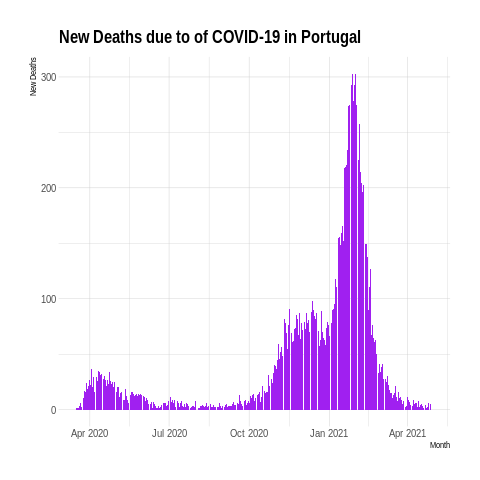 New Deaths due to of COVID-19 in Portugal
New Deaths
300
200
100
0
Apr 2020 Jul 2020 Oct 2020 Jan 2021 Apr 2021
Month